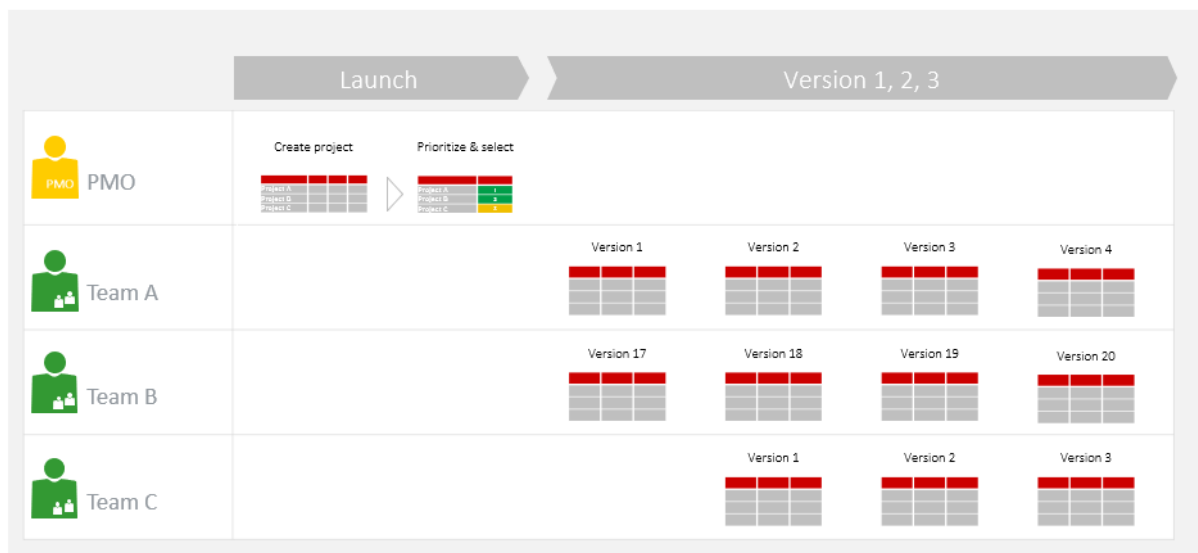 Launch
Version 1, 2, 3
PMO
PMO
Create project
Prioritize & select
Project A
Project B
Project C
Project A
1
Project B
Project C
Team A
Version 1
Version 2
Version 3
Version 4
Team B
Version 17
Version 18
Version 19
Version 20
Team C
Version 1
Version 2
Version 3